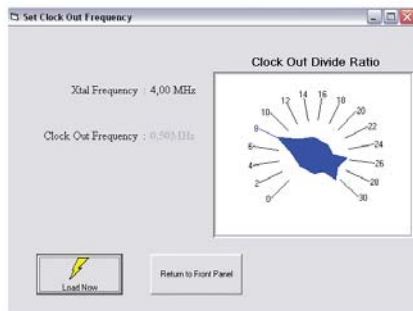 Set Clock Out Frequency
Clock Out Divide Ratio
Xtal Frequency : 4,00 MHz
Clock Out Frequency : 0,50MHz
0
2
4
6
8
10
12
14
16
18
20
22
24
26
28
30
Load Now
Return to Front Panel